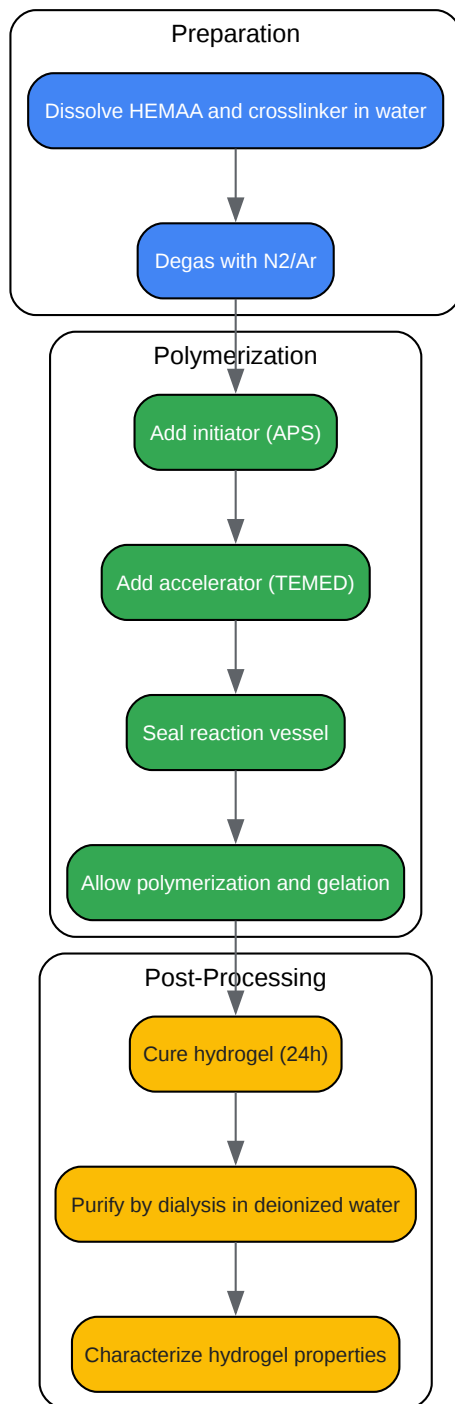 Preparation
Dissolve HEMAA and crosslinker in water
Degas with N2/Ar
Polymerization
Add initiator (APS)
Add accelerator (TEMED)
Seal reaction vessel
Allow polymerization and gelation
Post-Processing
Cure hydrogel (24h)
Purify by dialysis in deionized water
Characterize hydrogel properties